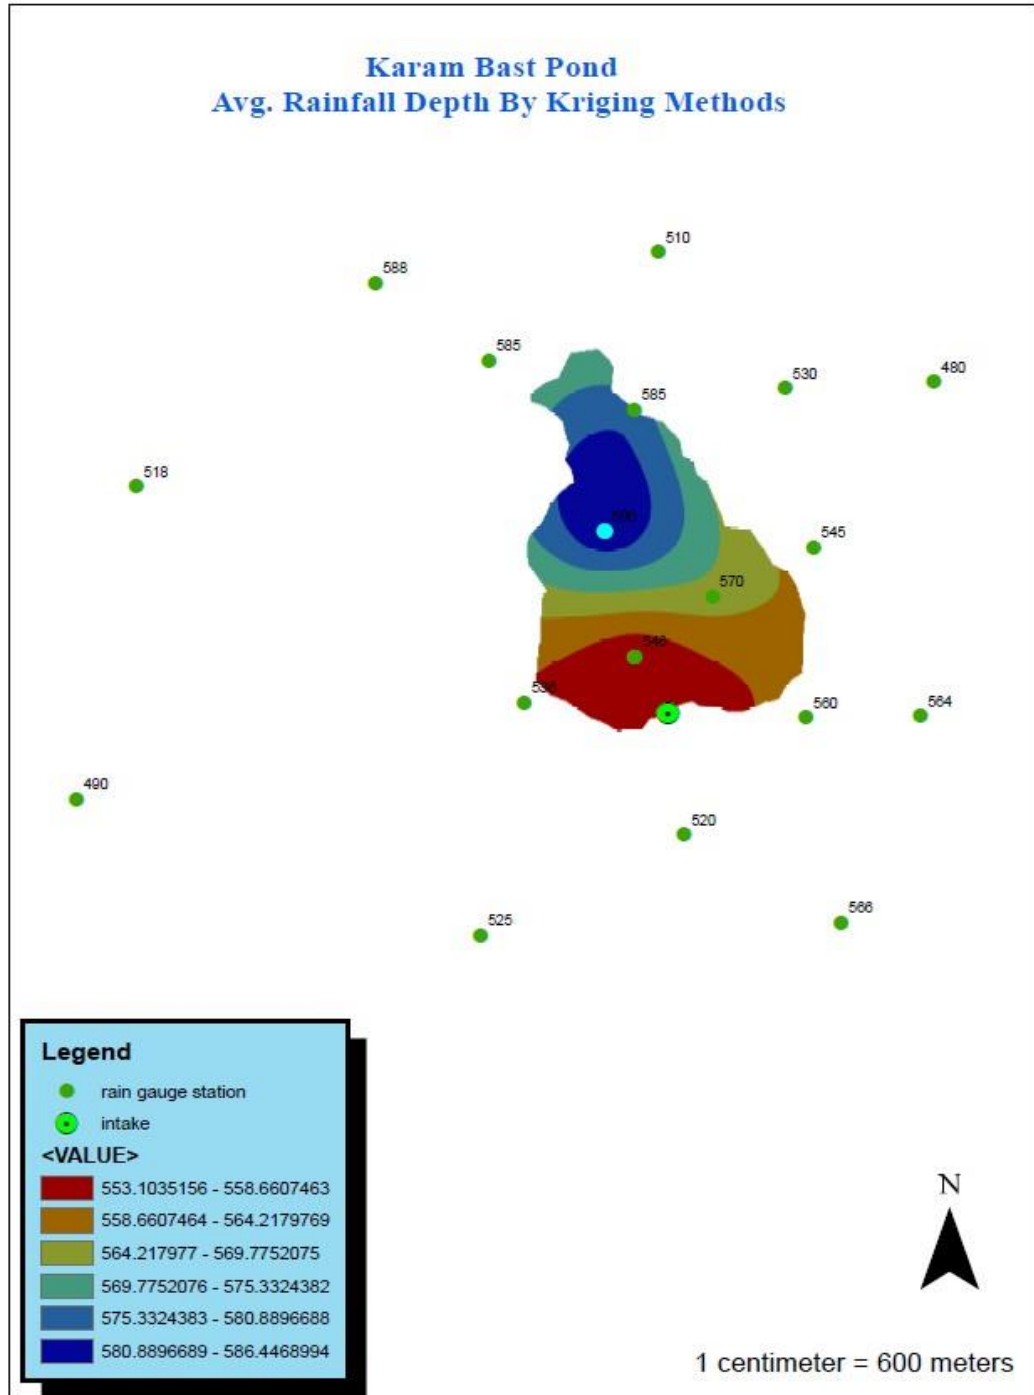 Karam Bast Pond
Avg. Rainfall Depth By Kriging Methods
510
588
585
530
480
585
518
545
570
546
560
564
490
520
566
525
Legend
rain gauge station
intake
<VALUE>
553.1035156 - 558.6607463
558.6607464 - 564.2179769
564.217977 - 569.7752075
569.7752076 - 575.3324382
575.3324383 - 580.8896688
580.8896689 - 586.4468994
N
1 centimeter = 600 meters